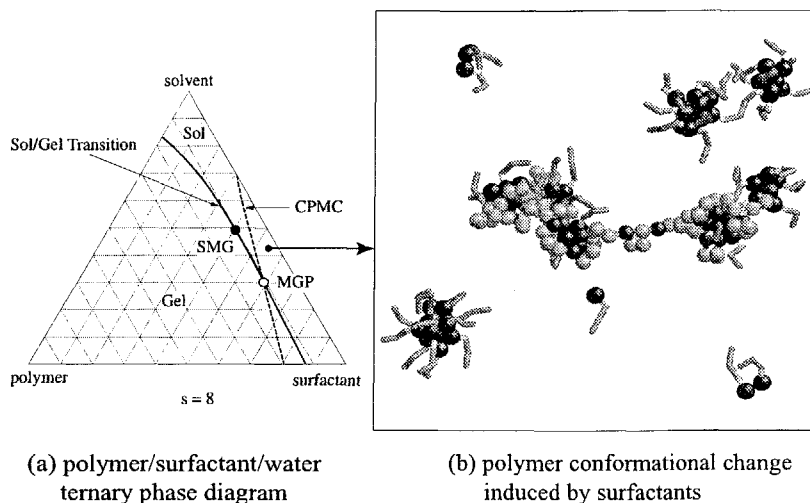 solvent
Sol
Sol/Gel Transition
CPMC
SMG
MGP
Gel
polymer
surfactant
s = 8
(a) polymer/surfactant/water
ternary phase diagram
(b) polymer conformational change
induced by surfactants